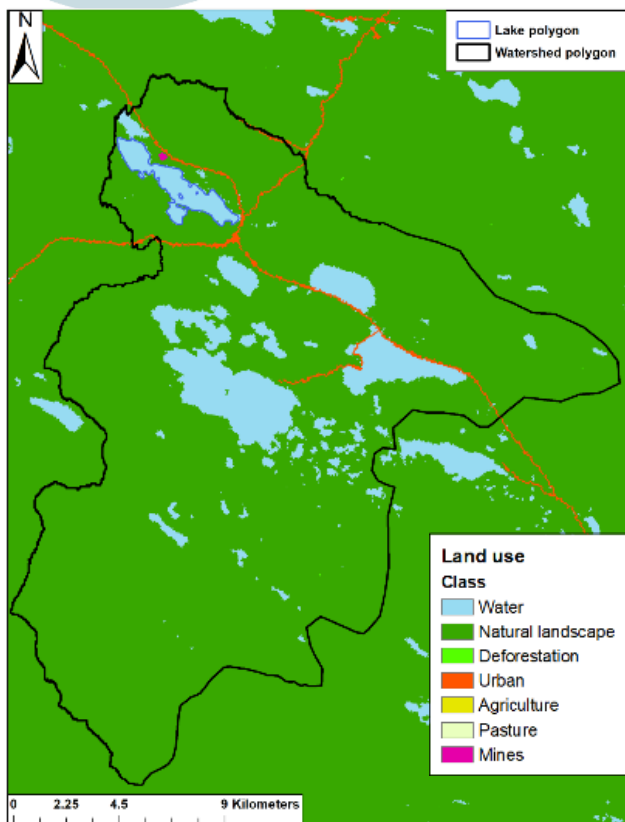 N
Lake polygon
Watershed polygon
Land use
Class
Water
Natural landscape
Deforestation
Urban
Agriculture
Pasture
Mines
0 2.25 4.5 9 Kilometers